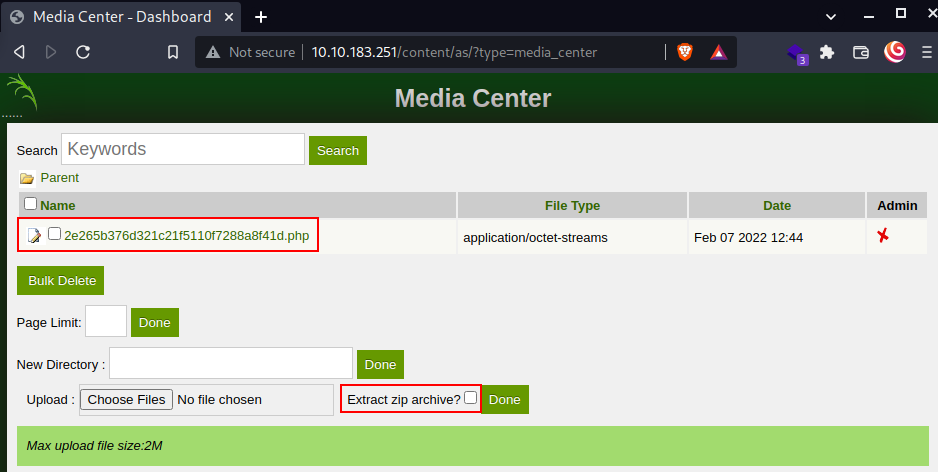 Media Center - Dashboard
Not secure 10.10.183.251/content/as/?type=media_center
3
......
Media Center
Search Keywords Search
Parent
Name File Type Date Admin
2e265b376d321c21f5110f7288a8f41d.php application/octet-streams Feb 07 2022 12:44
Bulk Delete
Page Limit: Done
New Directory : Done
Upload : Choose Files No file chosen Extract zip archive? Done
Max upload file size:2M